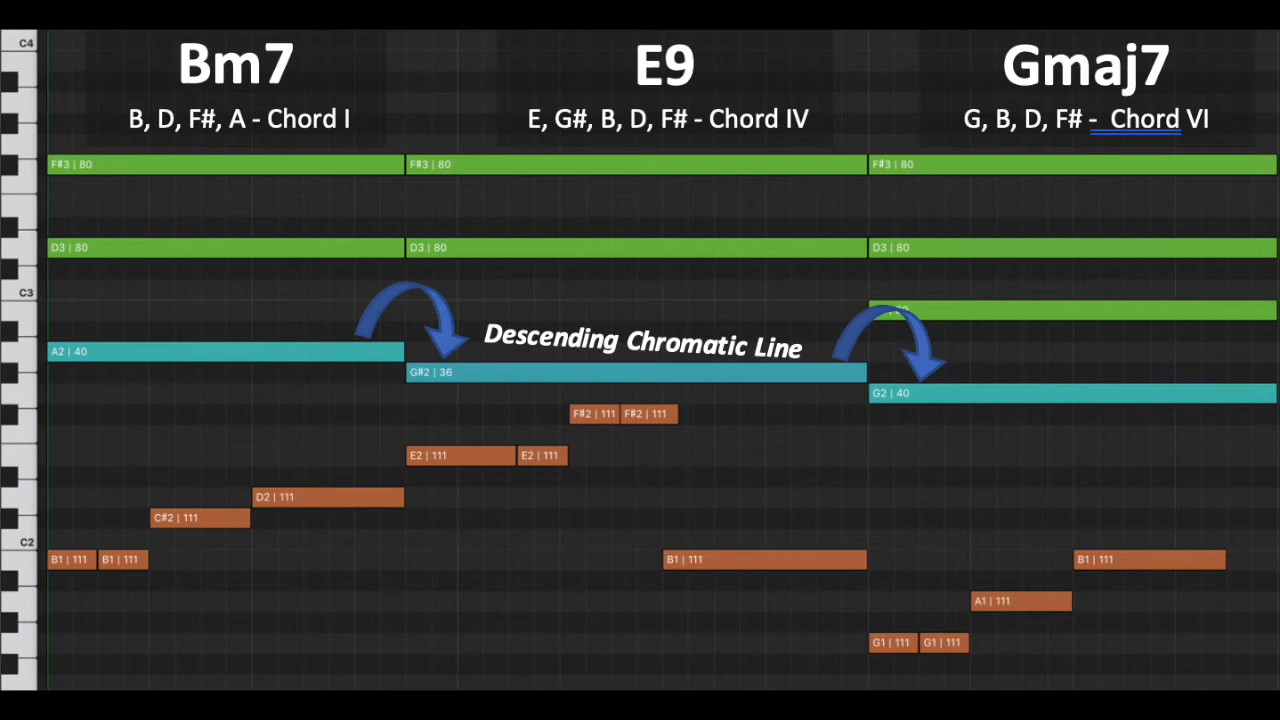 C4
Bm7
E9
Gmaj7
B, D, F#, A - Chord I
E, G#, B, D, F# - Chord IV
G, B, D, F# - Chord VI
F#3 | 80
F#3 | 80
F#3 | 80
D3 | 80
D3 | 80
D3 | 80
C3
Descending Chromatic Line
A2 | 40
G#2 | 36
G2 | 40
F#2 | 111
F#2 | 111
E2 | 111
E2 | 111
D2 | 111
C#2 | 111
C2
B1 | 111
B1 | 111
B1 | 111
B1 | 111
A1 | 111
G1 | 111
G1 | 111